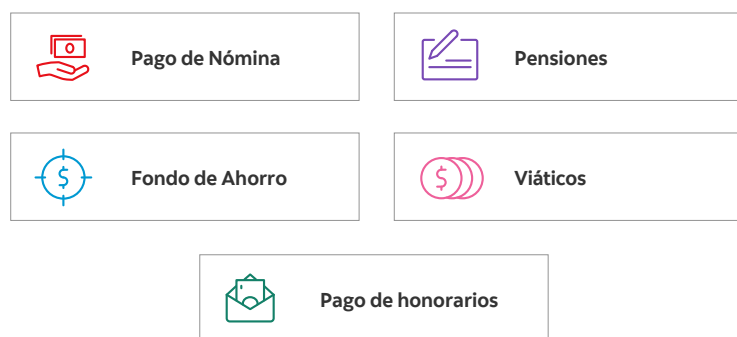 Pago de Nómina
Pensiones
Fondo de Ahorro
Viáticos
Pago de honorarios